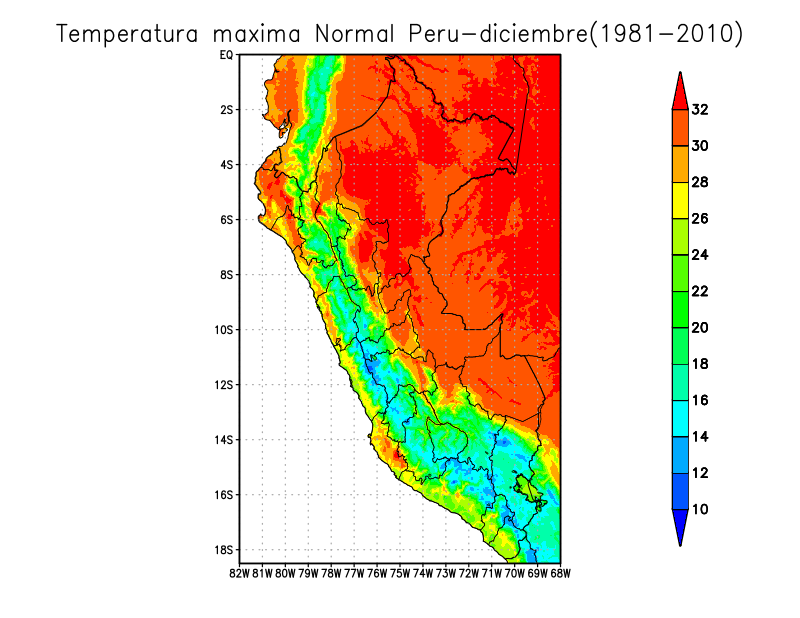 Temperatura maxima Normal Peru-diciembre(1981-2010)
EQ
2S
4S
6S
8S
10S
12S
14S
16S
18S
82W 81W 80W 79W 78W 77W 76W 75W 74W 73W 72W 71W 70W 69W 68W
32
30
28
26
24
22
20
18
16
14
12
10